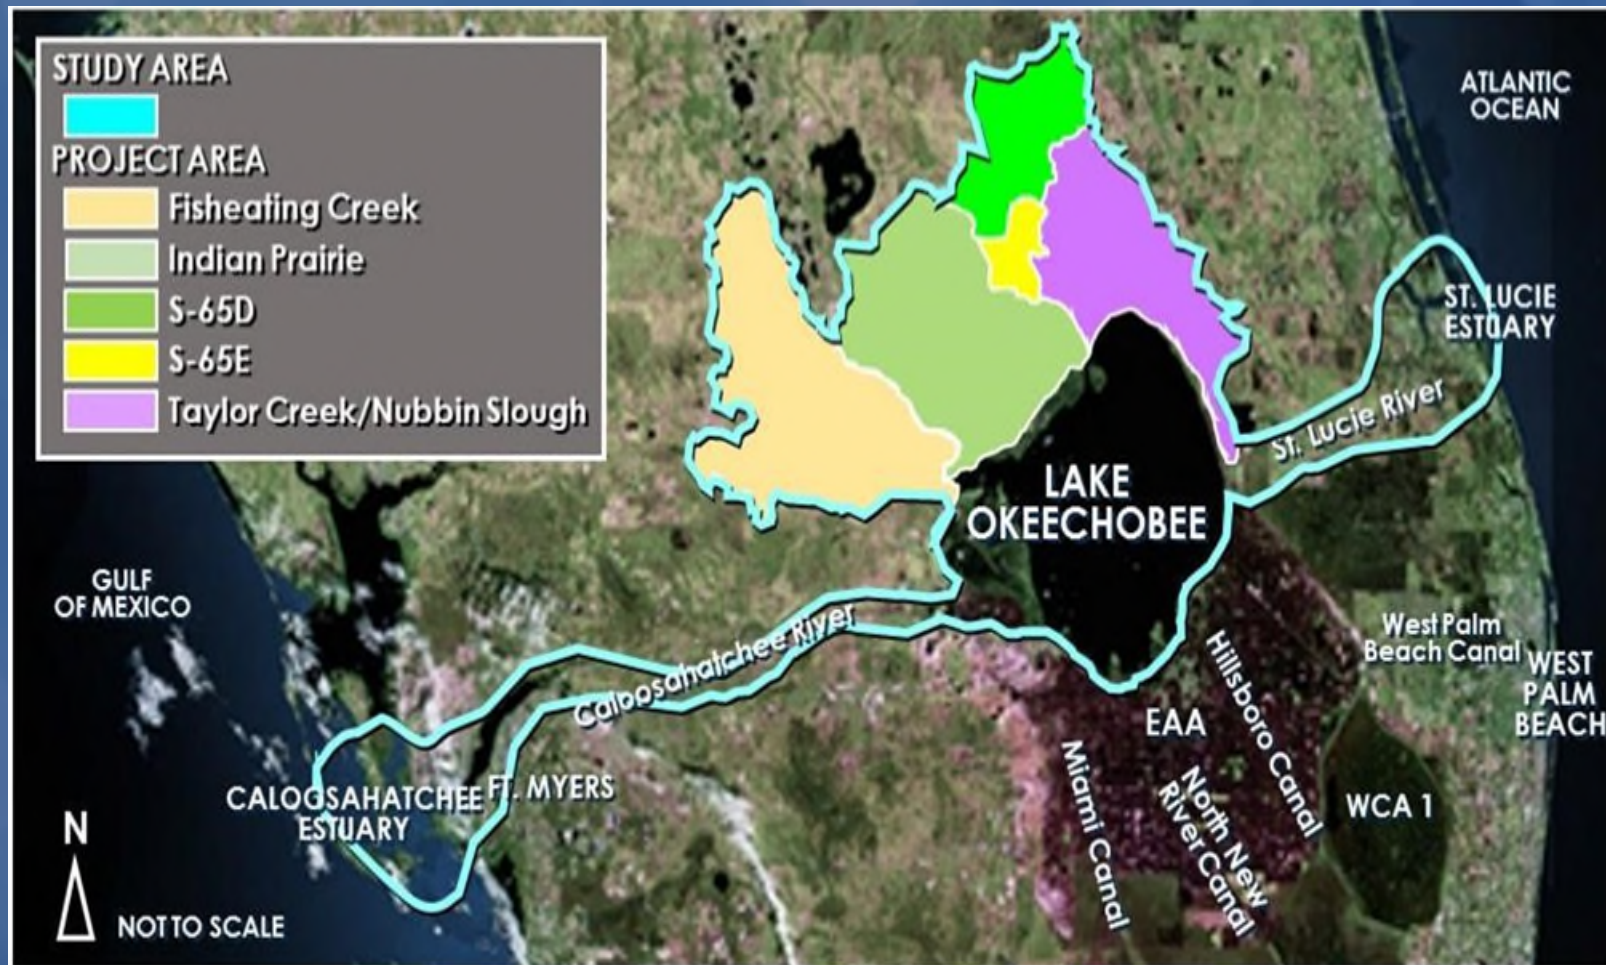 STUDY AREA
PROJECT AREA
Fisheating Creek
Indian Prairie
S-65D
S-65E
Taylor Creek/Nubbin Slough
ATLANTIC
OCEAN
ST. LUCIE
ESTUARY
St. Lucie River
LAKE
OKEECHOBEE
GULF
OF MEXICO
Caloosahatchee River
West Palm
Beach Canal
WEST
PALM
BEACH
Hillsboro Canal
EAA
North New
River Canal
Miami Canal
WCA 1
CALOOSAHATCHEE
ESTUARY
FT. MYERS
N
NOT TO SCALE